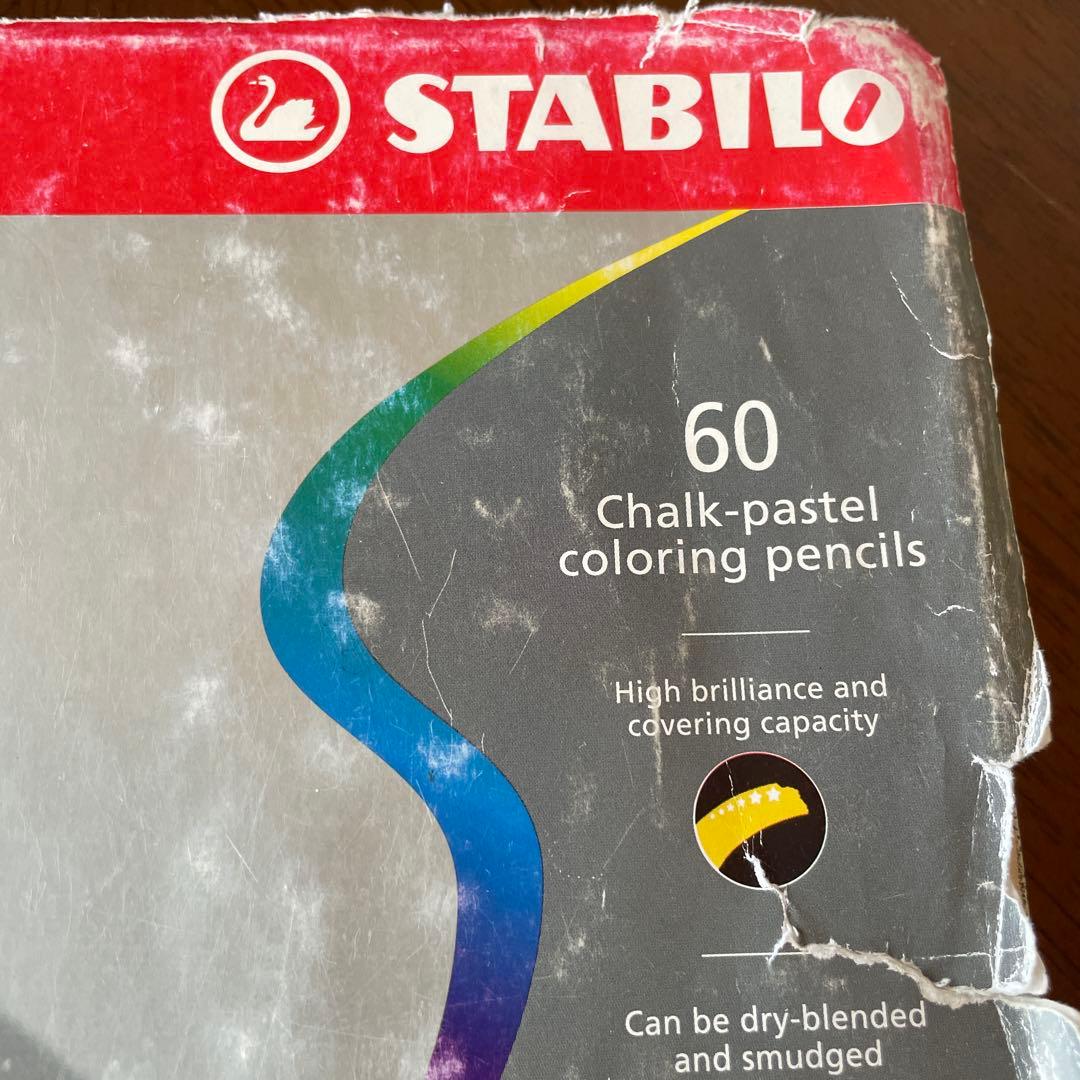 STABILO
60
Chalk-pastel
coloring pencils
High brilliance and
covering capacity
Can be dry-blended
and smudged